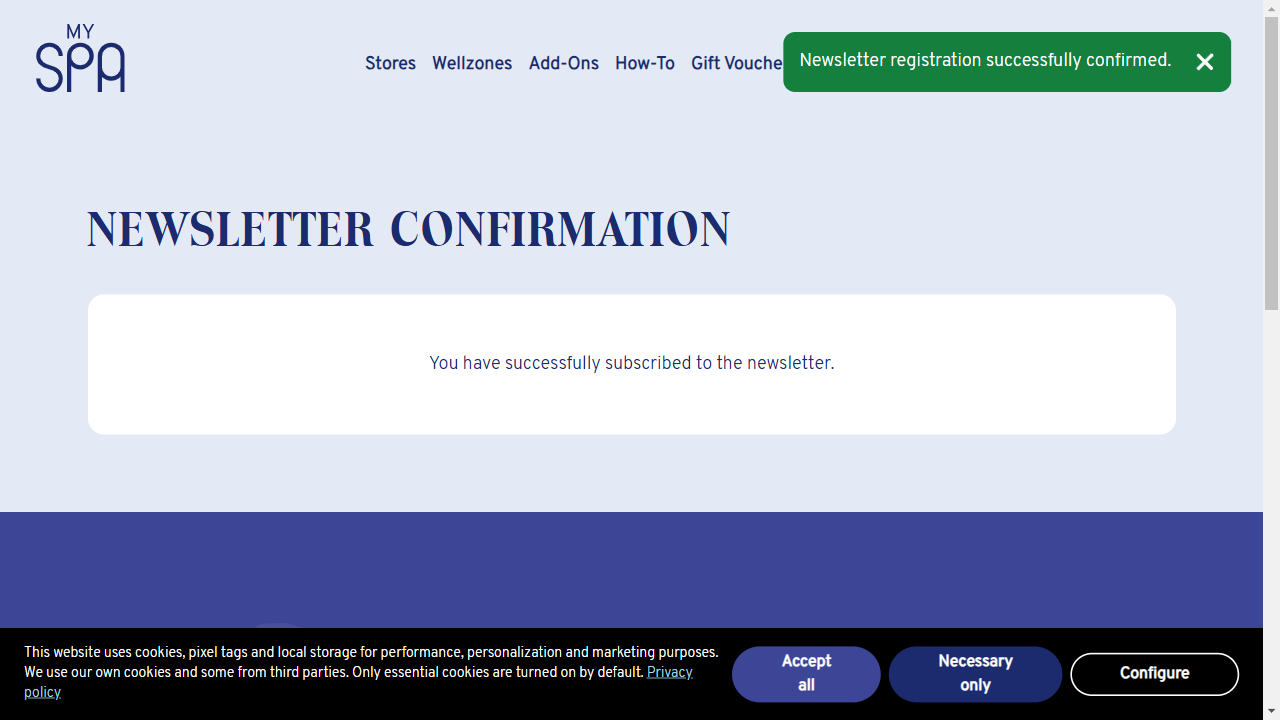 MY
SPA
Stores Wellzones Add-Ons How-To Gift Vouche
Newsletter registration successfully confirmed.
NEWSLETTER CONFIRMATION
You have successfully subscribed to the newsletter.
This website uses cookies, pixel tags and local storage for performance, personalization and marketing purposes.
We use our own cookies and some from third parties. Only essential cookies are turned on by default. Privacy
policy
Accept
all
Necessary
only
Configure